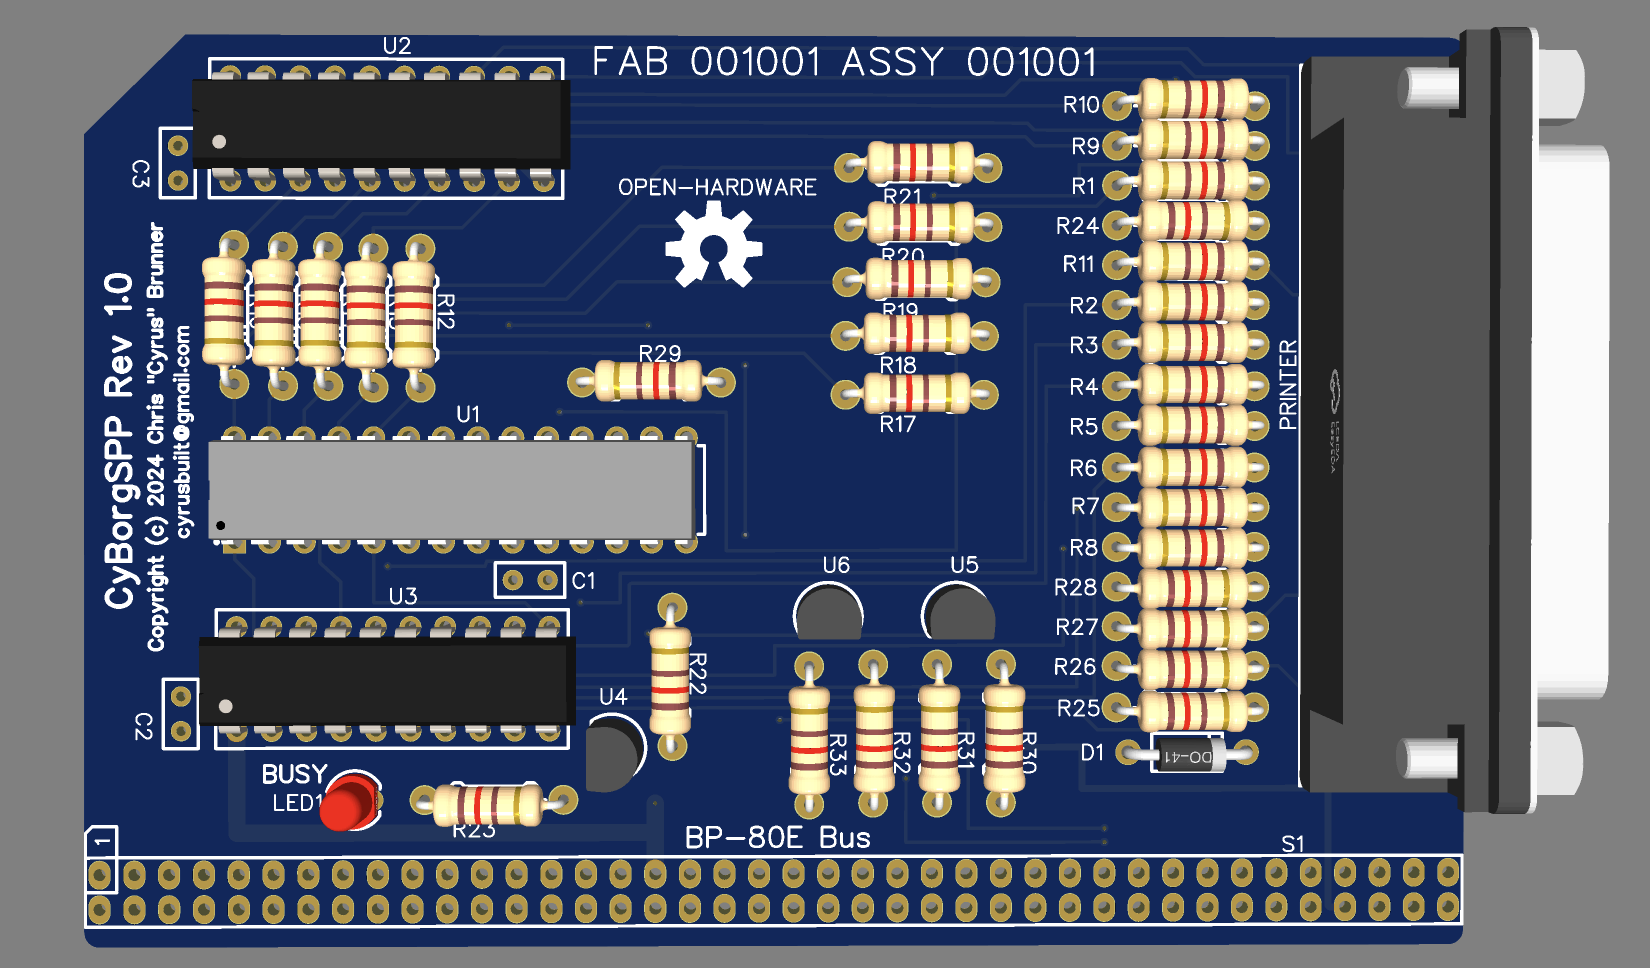 U2
FAB 001001 ASSY 001001
C3
OPEN-HARDWARE
R10
R9
R1
R24
R11
R2
R3
R4
R5
R6
R7
R8
R28
R27
R26
R25
D1
DO-41
R21
R20
R19
R18
R17
R12
R29
U1
CyBorgSPP Rev 1.0
Copyright (c) 2024 Chris "Cyrus" Brunner
cyrusbuilt@gmail.com
PRINTER
C1
U3
U6
U5
C2
U4
R22
R33
R32
R31
R30
BUSY
LED1
R23
BP-80E Bus
S1
1